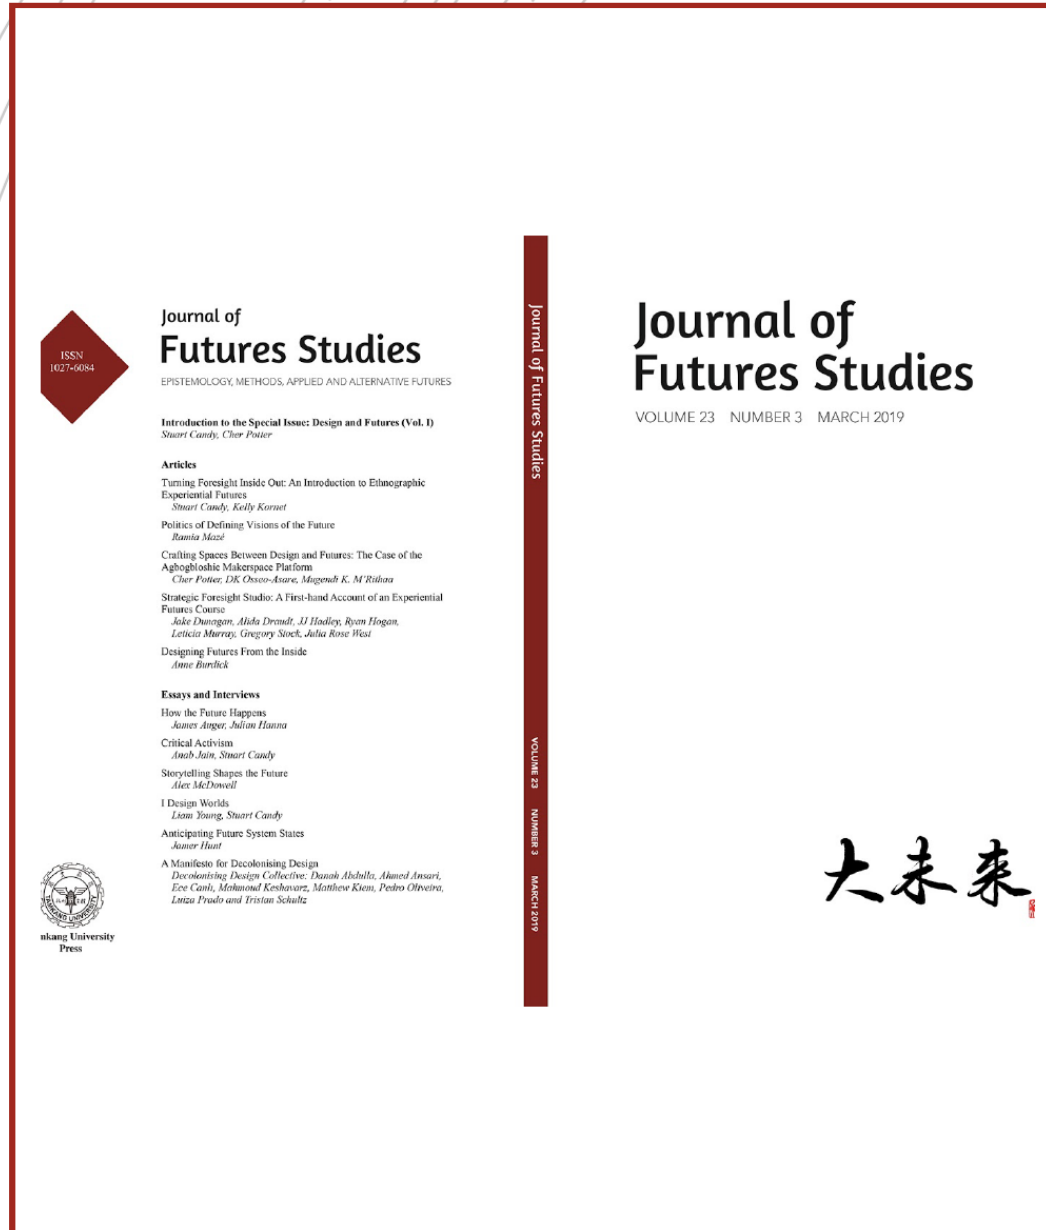 ISSN
1027-6084
Journal of
Futures Studies
EPISTEMOLOGY, METHODS, APPLIED AND ALTERNATIVE FUTURES
Introduction to the Special Issue: Design and Futures (Vol. I)
Stuart Candy, Cher Potter
Articles
Turning Foresight Inside Out: An Introduction to Ethnographic
Experiential Futures
Stuart Candy, Kelly Kornet
Politics of Defining Visions of the Future
Ramia Mazé
Crafting Spaces Between Design and Futures: The Case of the
Agbogbloshie Makerspace Platform
Cher Potter, DK Osseo-Asare, Mugendi K. M'Rithaa
Strategic Foresight Studio: A First-hand Account of an Experiential
Futures Course
Jake Dunagan, Alida Draudt, JJ Hadley, Ryan Hogan,
Leticia Murray, Gregory Stock, Julia Rose West
Designing Futures From the Inside
Anne Burdick
Essays and Interviews
How the Future Happens
James Auger, Julian Hanna
Critical Activism
Anab Jain, Stuart Candy
Storytelling Shapes the Future
Alex McDowell
I Design Worlds
Liam Young, Stuart Candy
Anticipating Future System States
Jamer Hunt
A Manifesto for Decolonising Design
Decolonising Design Collective: Danah Abdulla, Ahmed Ansari,
Ece Canlı, Mahmoud Keshavarz, Matthew Kiem, Pedro Oliveira,
Luiza Prado and Tristan Schultz
TAMKANG UNIVERSITY
nkang University
Press
Journal of Futures Studies
VOLUME 23 NUMBER 3 MARCH 2019
Journal of
Futures Studies
VOLUME 23 NUMBER 3 MARCH 2019
大未来